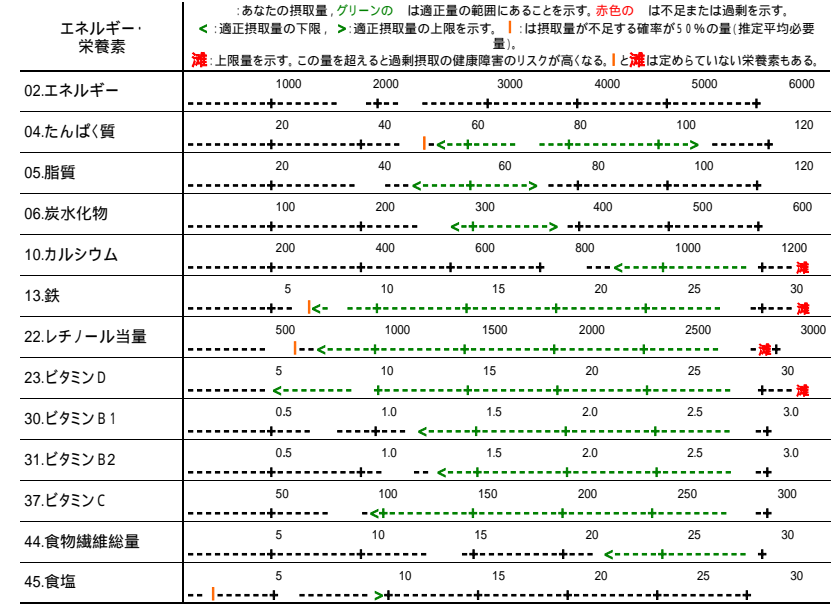 エネルギー・
栄養素
:あなたの摂取量，グリーンの　は適正量の範囲にあることを示す。赤色の　は不足または過剰を示す。
<：適正摂取量の下限，>：適正摂取量の上限を示す。 |：は摂取量が不足する確率が50％の量(推定平均必要
量)。
灘：上限量を示す。この量を超えると過剰摂取の健康障害のリスクが高くなる。|と灘は定められていない栄養素もある。
02.エネルギー 1000 2000 3000 4000 5000 6000
04.たんぱく質 20 40 60 80 100 120
05.脂質 20 40 60 80 100 120
06.炭水化物 100 200 300 400 500 600
10.カルシウム 200 400 600 800 1000 1200
灘
13.鉄 5 10 15 20 25 30
灘
22.レチノール当量 500 1000 1500 2000 2500 3000
灘
23.ビタミンD 5 10 15 20 25 30
灘
30.ビタミンB1 0.5 1.0 1.5 2.0 2.5 3.0
31.ビタミンB2 0.5 1.0 1.5 2.0 2.5 3.0
37.ビタミンC 50 100 150 200 250 300
44.食物繊維総量 5 10 15 20 25 30
45.食塩 5 10 15 20 25 30